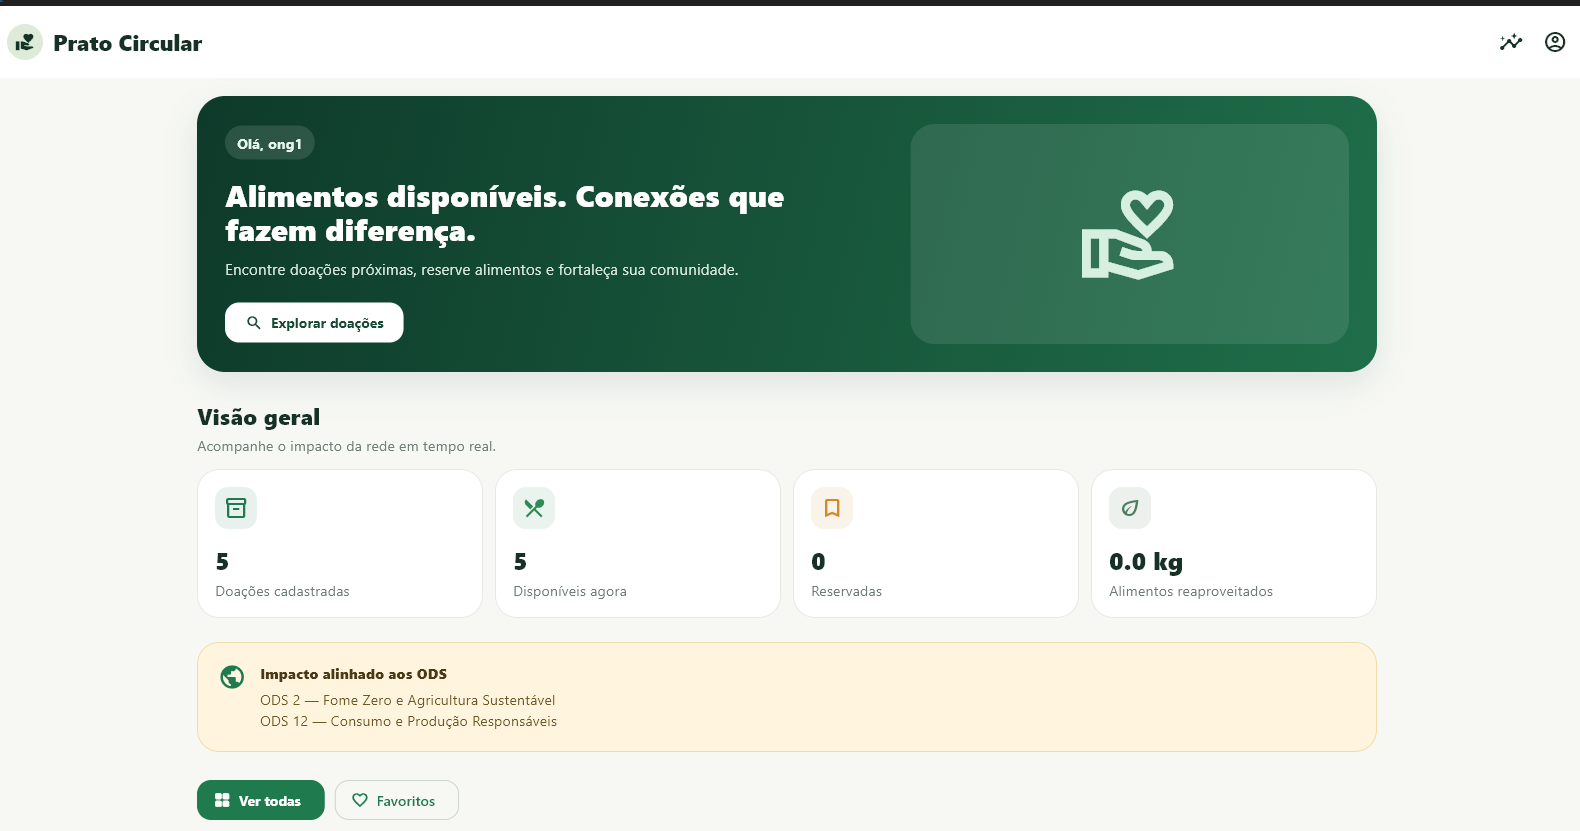 Prato Circular
Olá, ong1
Alimentos disponíveis. Conexões que
fazem diferença.
Encontre doações próximas, reserve alimentos e fortaleça sua comunidade.
Explorar doações
Visão geral
Acompanhe o impacto da rede em tempo real.
5
Doações cadastradas
5
Disponíveis agora
0
Reservadas
0.0 kg
Alimentos reaproveitados
Impacto alinhado aos ODS
ODS 2 — Fome Zero e Agricultura Sustentável
ODS 12 — Consumo e Produção Responsáveis
Ver todas
Favoritos